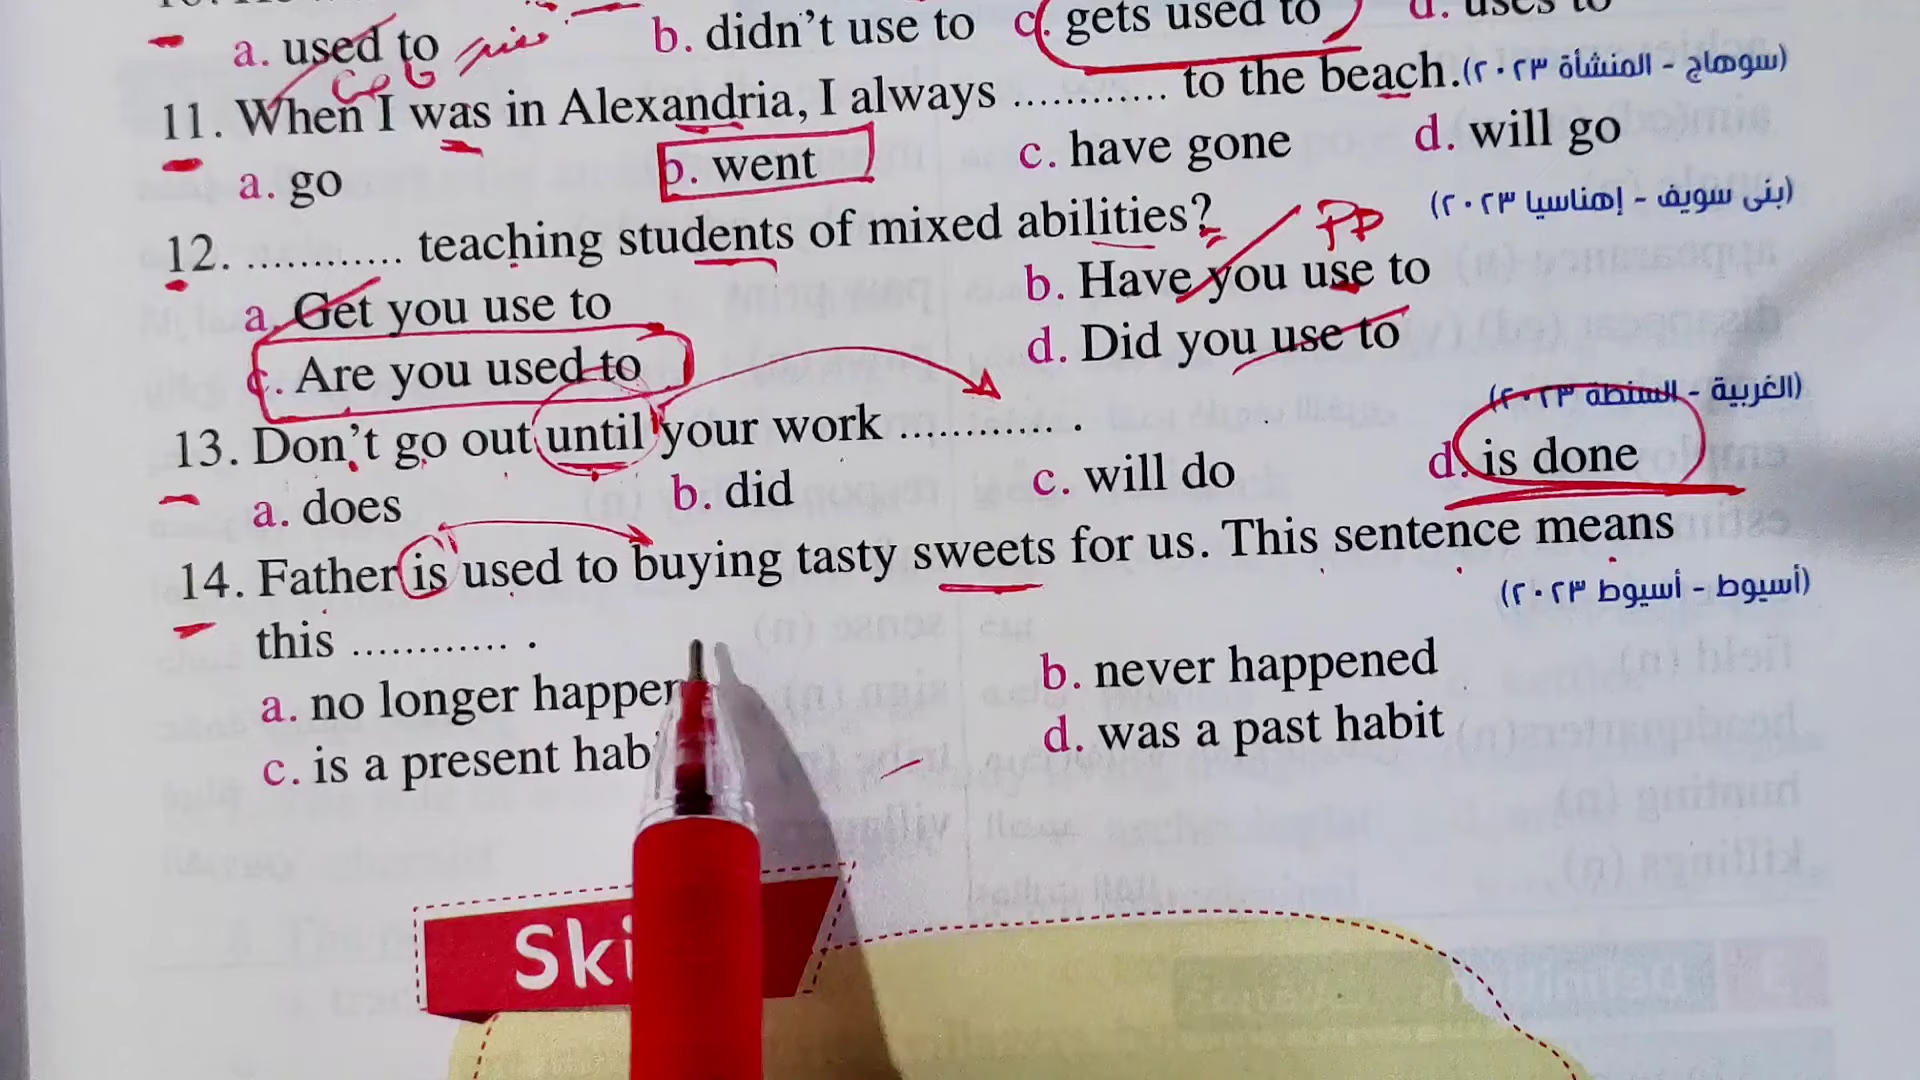 a. used to b. didn't use to c. gets used to d. uses to
11. When I was in Alexandria, I always ............ to the beach. (سوهاج - المنشأة ٢٠٢٣)
a. go b. went c. have gone d. will go
12. ............ teaching students of mixed abilities? (بنى سويف - إهناسيا ٢٠٢٣)
PP
a. Get you use to b. Have you use to
c. Are you used to d. Did you use to
13. Don't go out until your work ............ . (الغربية - السنطة ٢٠٢٣)
a. does b. did c. will do d. is done
14. Father is used to buying tasty sweets for us. This sentence means
this ............ . (أسيوط - أسيوط ٢٠٢٣)
a. no longer happen b. never happened
c. is a present hab d. was a past habit
Ski